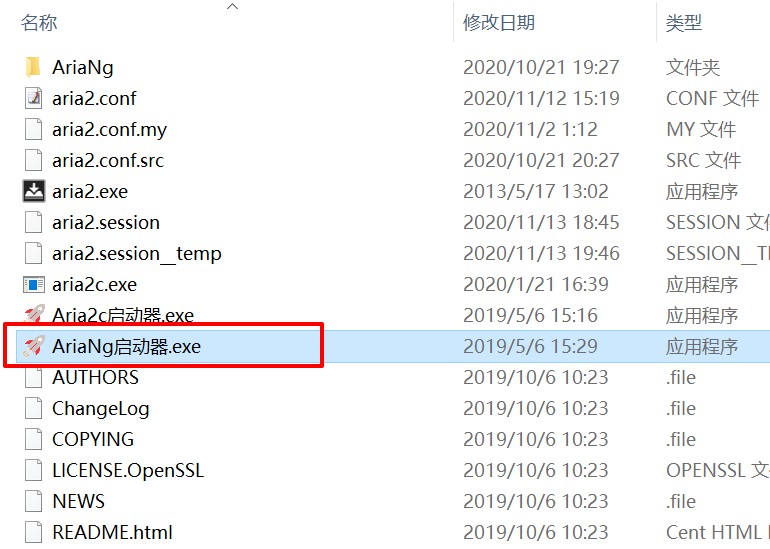 名称 修改日期 类型
AriaNg 2020/10/21 19:27 文件夹
aria2.conf 2020/11/12 15:19 CONF 文件
aria2.conf.my 2020/11/2 1:12 MY 文件
aria2.conf.src 2020/10/21 20:27 SRC 文件
aria2.exe 2013/5/17 13:02 应用程序
aria2.session 2020/11/13 18:45 SESSION 文
aria2.session__temp 2020/11/13 19:46 SESSION__T
aria2c.exe 2020/1/21 16:39 应用程序
Aria2c启动器.exe 2019/5/6 15:16 应用程序
AriaNg启动器.exe 2019/5/6 15:29 应用程序
AUTHORS 2019/10/6 10:23 .file
ChangeLog 2019/10/6 10:23 .file
COPYING 2019/10/6 10:23 .file
LICENSE.OpenSSL 2019/10/6 10:23 OPENSSL 文
NEWS 2019/10/6 10:23 .file
README.html 2019/10/6 10:23 Cent HTML